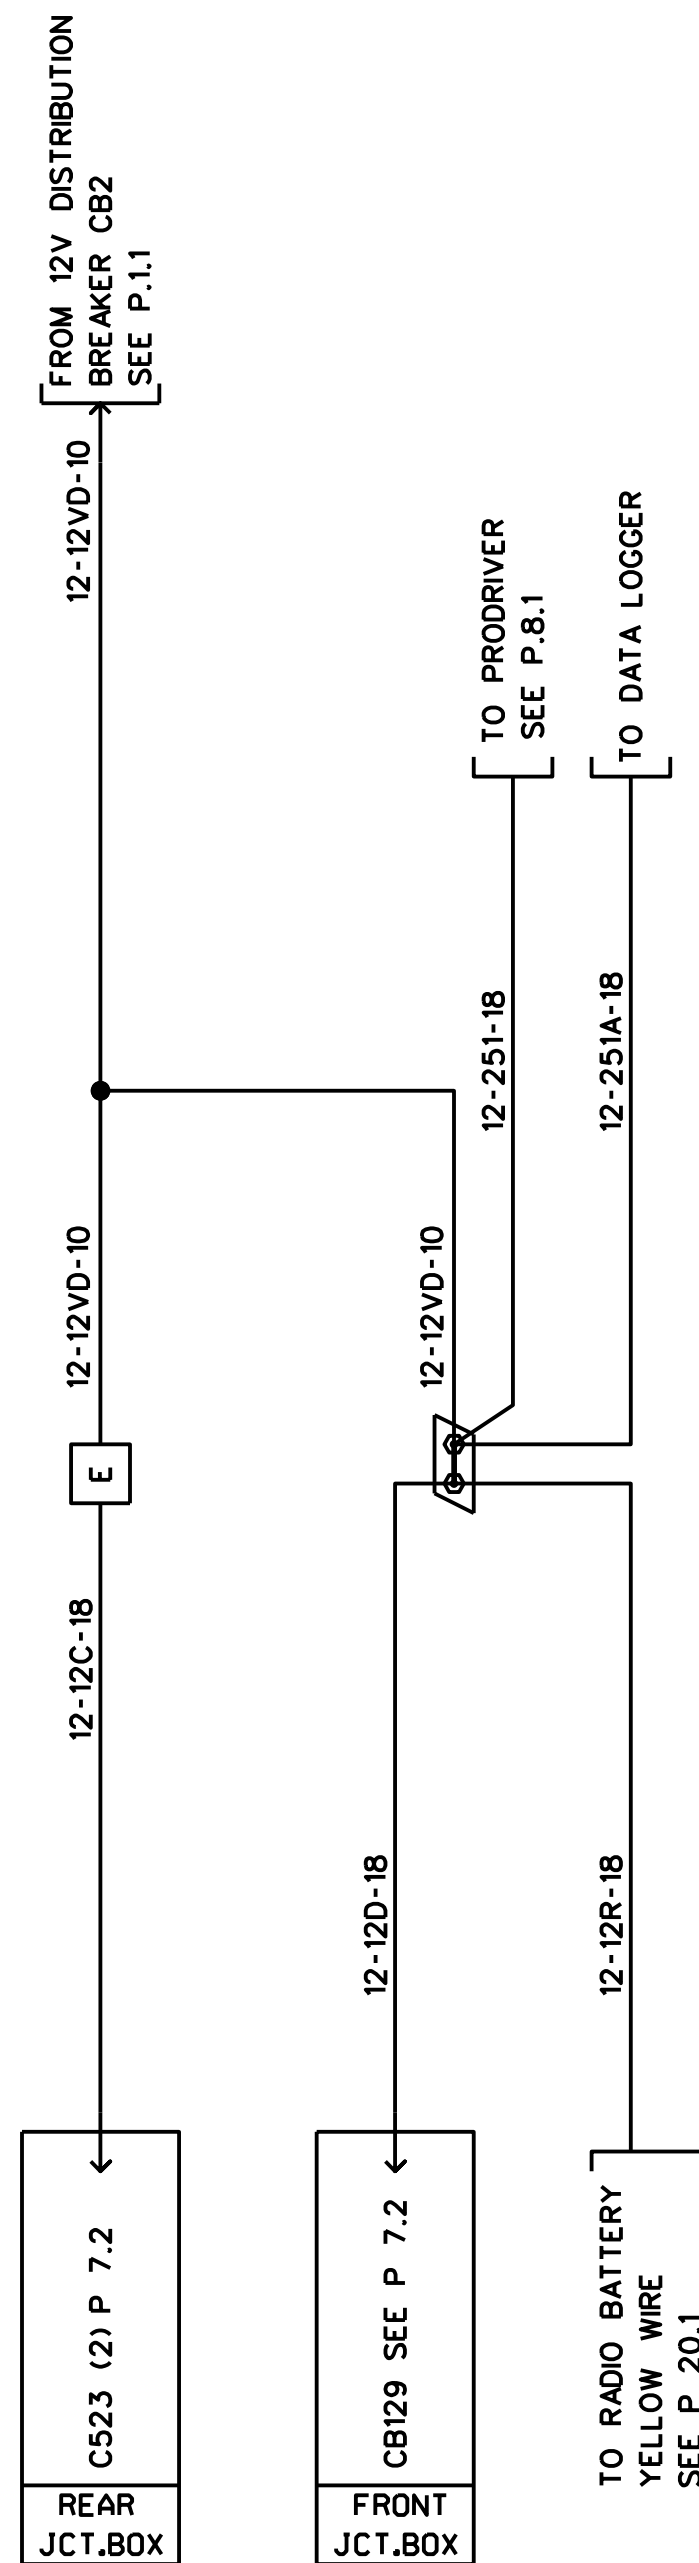 FROM 12V DISTRIBUTION
BREAKER CB2
SEE P.1.1
12-12VD-10
TO PRODRIVER
SEE P.8.1
TO DATA LOGGER
12-251-18
12-251A-18
12-12VD-10
12-12VD-10
E
12-12C-18
12-12D-18
12-12R-18
C523 (2) P 7.2
REAR
JCT.BOX
CB129 SEE P 7.2
FRONT
JCT.BOX
TO RADIO BATTERY
YELLOW WIRE
SEE P 20.1